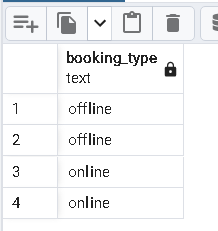 booking_type
text
1 offline
2 offline
3 online
4 online